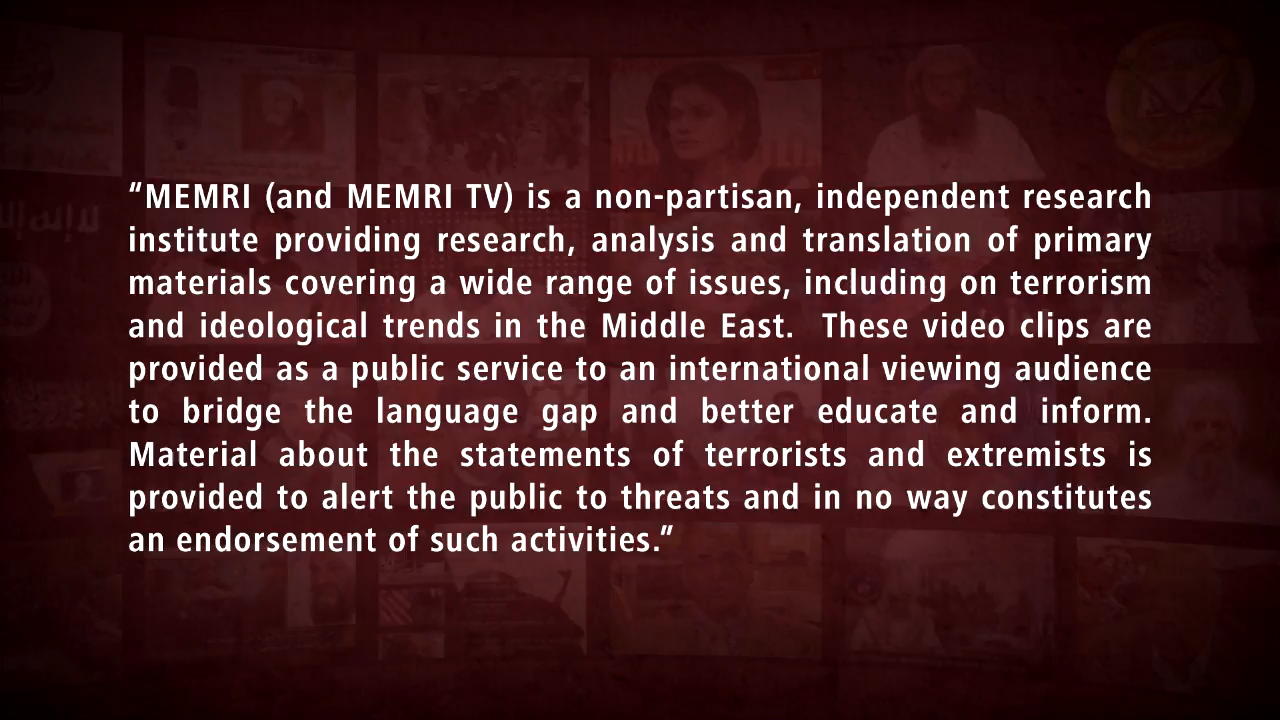 “MEMRI (and MEMRI TV) is a non-partisan, independent research
institute providing research, analysis and translation of primary
materials covering a wide range of issues, including on terrorism
and ideological trends in the Middle East.  These video clips are
provided as a public service to an international viewing audience
to bridge the language gap and better educate and inform.
Material about the statements of terrorists and extremists is
provided to alert the public to threats and in no way constitutes
an endorsement of such activities.”